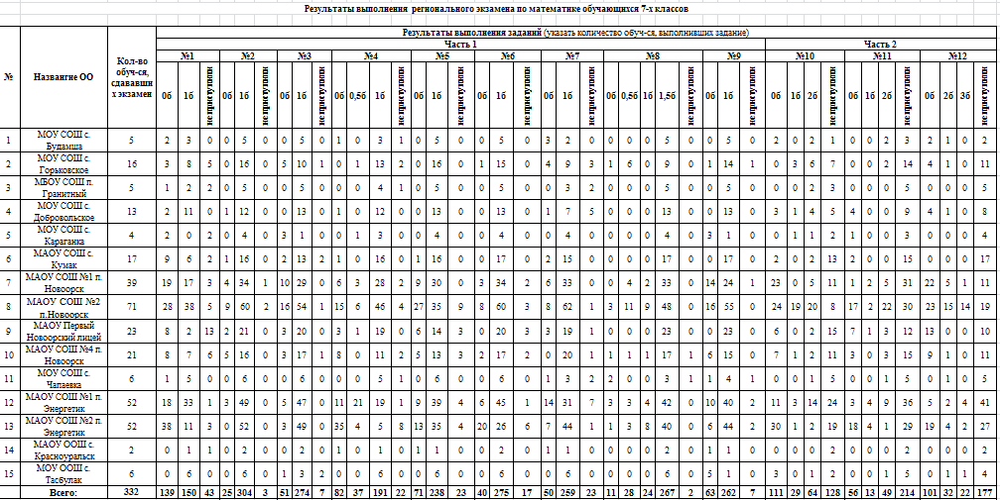 Результаты выполнения регионального экзамена по математике обучающихся 7-х классов
№ Названгие ОО Кол-во обуч-ся, сдававших экзамен Результаты выполнения заданий (указать количество обуч-ся, выполнивших задание)
Часть 1 Часть 2
№1 №2 №3 №4 №5 №6 №7 №8 №9 №10 №11 №12
0б 1б неприступили 0б 1б неприступили 0б 1б неприступили 0б 0,5б 1б неприступили 0б 1б неприступили 0б 1б неприступили 0б 1б неприступили 0б 0,5б 1б 1,5б неприступили 0б 1б неприступили 0б 1б 2б неприступили 0б 1б 2б неприступили 0б 2б 3б неприступили
1 МОУ СОШ с. Будамша 5 2 3 0 0 5 0 0 5 0 1 0 3 1 0 5 0 0 5 0 3 2 0 0 0 0 5 0 0 5 0 2 0 2 1 0 0 2 3 2 1 0 2
2 МОУ СОШ с. Горьковское 16 3 8 5 0 16 0 5 10 1 0 1 13 2 0 16 0 1 15 0 4 9 3 1 6 0 9 0 1 14 1 0 3 6 7 0 0 2 14 4 1 0 11
3 МБОУ СОШ п. Гранитный 5 1 2 2 0 5 0 0 5 0 0 0 4 1 0 5 0 0 5 0 0 3 2 0 0 0 5 0 0 5 0 0 0 2 3 0 0 0 5 0 0 0 5
4 МОУ СОШ с. Добровольское 13 2 11 0 1 12 0 0 13 0 1 0 12 0 0 13 0 0 13 0 1 7 5 0 0 0 13 0 0 13 0 3 1 4 5 4 0 0 9 4 1 0 8
5 МОУ СОШ с. Караганка 4 2 0 2 0 4 0 3 1 0 0 1 3 0 0 4 0 0 4 0 0 4 0 0 0 0 4 0 3 1 0 0 1 1 2 1 0 0 3 0 0 0 4
6 МАОУ СОШ с. Кумак 17 9 6 2 1 16 0 2 13 2 1 0 16 0 1 16 0 0 17 0 2 15 0 0 0 0 17 0 0 17 0 2 0 2 13 2 0 0 15 0 0 0 17
7 МАОУ СОШ №1 п. Новоорск 39 19 17 3 4 34 1 10 29 0 6 3 28 2 9 30 0 3 34 2 6 33 0 0 4 2 33 0 14 24 1 23 0 5 11 1 2 5 31 22 5 1 11
8 МАОУ СОШ №2 п.Новоорск 71 28 38 5 9 60 2 16 54 1 15 6 46 4 27 35 9 8 60 3 8 62 1 3 11 9 48 0 16 55 0 24 19 20 8 17 2 22 30 23 15 14 19
9 МАОУ Первый Новоорский лицей 23 8 2 13 2 21 0 3 20 0 3 1 19 0 6 14 3 0 20 3 3 19 1 0 0 0 23 0 0 23 0 6 0 2 15 7 1 3 12 13 0 0 10
10 МАОУ СОШ №4 п. Новоорск 21 8 7 6 5 16 0 3 17 1 8 0 11 2 5 13 3 2 17 2 0 20 1 1 1 1 17 1 6 15 0 7 1 2 11 3 0 3 15 9 1 0 11
11 МОУ СОШ с. Чапаевка 6 1 5 0 0 6 0 0 6 0 0 0 5 1 0 6 0 0 6 0 1 3 2 2 0 0 3 1 1 4 1 0 0 1 5 0 0 1 5 0 1 0 5
12 МАОУ СОШ №1 п. Энергетик 52 18 33 1 3 49 0 5 47 0 11 21 19 1 9 39 4 6 45 1 14 31 7 3 3 4 42 0 10 40 2 11 3 14 24 3 4 9 36 5 2 4 41
13 МАОУ СОШ №2 п. Энергетик 52 38 11 3 0 52 0 3 49 0 35 4 5 8 13 35 4 20 26 6 7 44 1 1 3 8 40 0 6 44 2 30 1 2 19 18 4 1 29 19 4 2 27
14 МАОУ ООШ с. Красноуральск 2 0 1 1 0 2 0 0 2 0 1 0 1 0 1 1 0 0 2 0 1 1 0 0 0 0 2 0 1 1 0 0 0 0 2 0 0 0 2 0 0 0 2
15 МОУ ООШ с. Тасбулак 6 0 6 0 0 6 0 1 3 2 0 0 6 0 0 6 0 0 6 0 0 6 0 0 0 0 6 0 5 1 0 3 0 1 2 0 0 1 5 0 1 1 4
Всего: 332 139 150 43 25 304 3 51 274 7 82 37 191 22 71 238 23 40 275 17 50 259 23 11 28 24 267 2 63 262 7 111 29 64 128 56 13 49 214 101 32 22 177